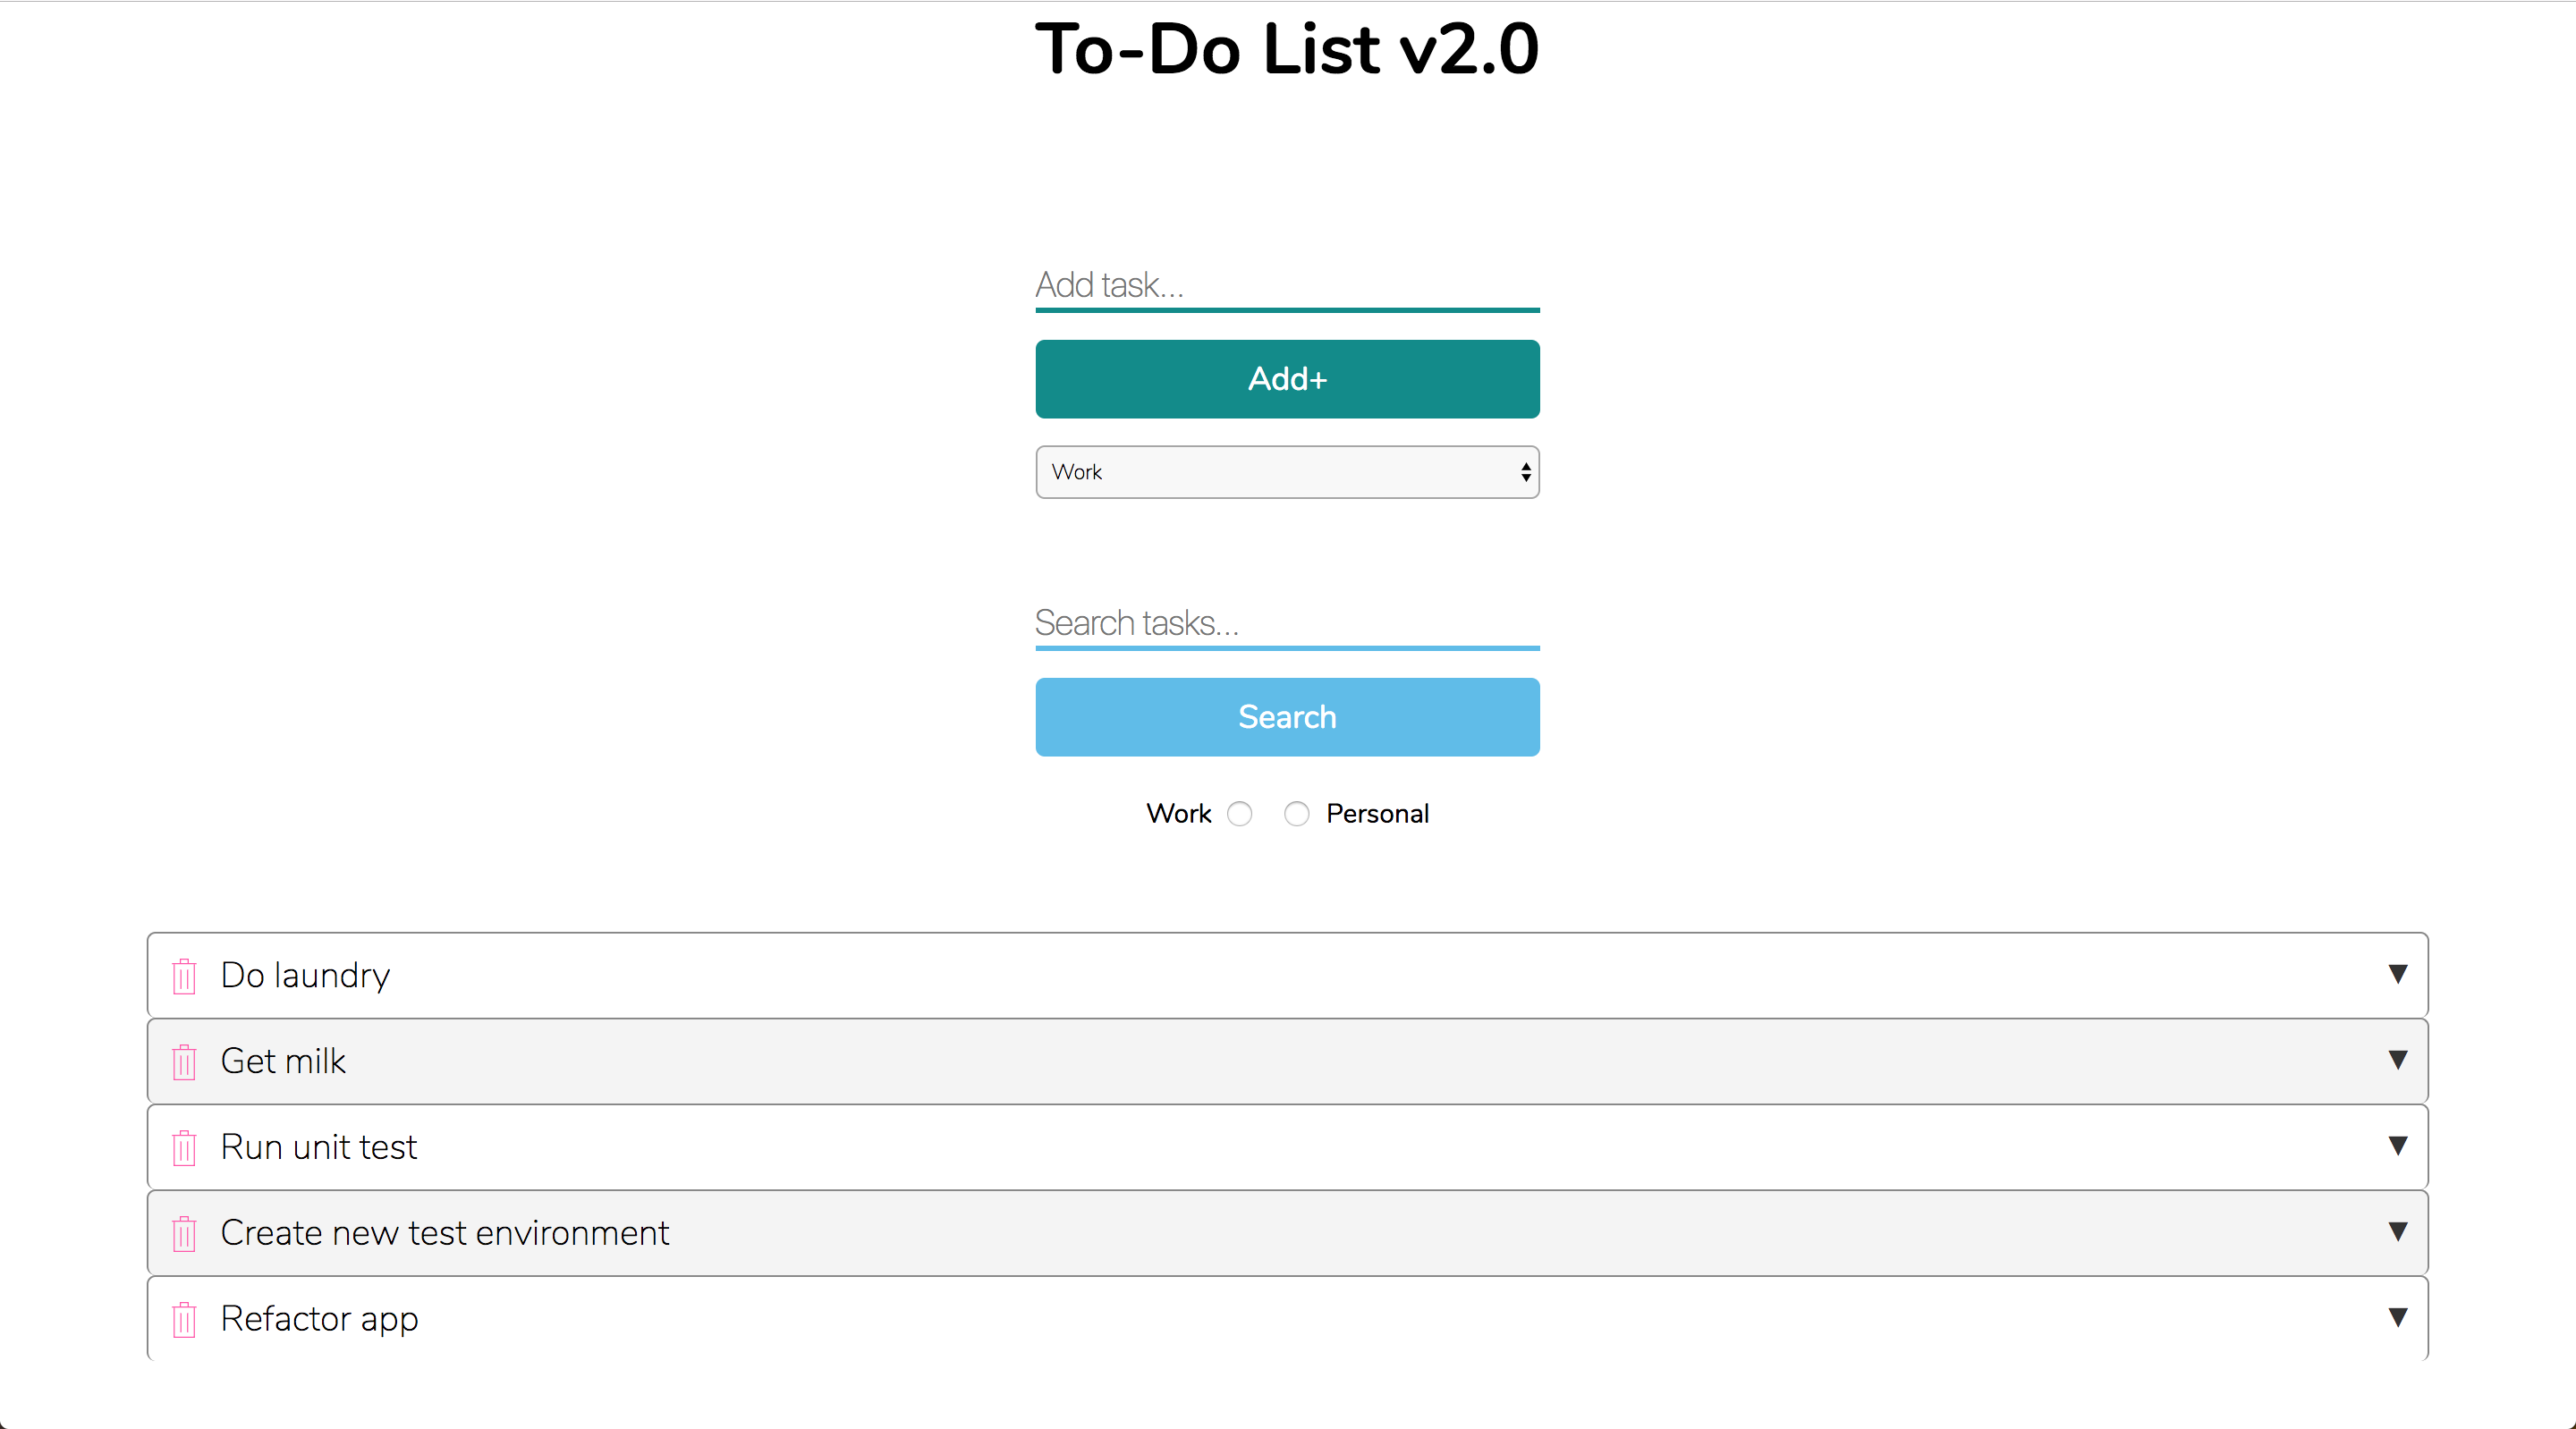 To-Do List v2.0
Add task...
Add+
Work
Search tasks...
Search
Work Personal
Do laundry
Get milk
Run unit test
Create new test environment
Refactor app